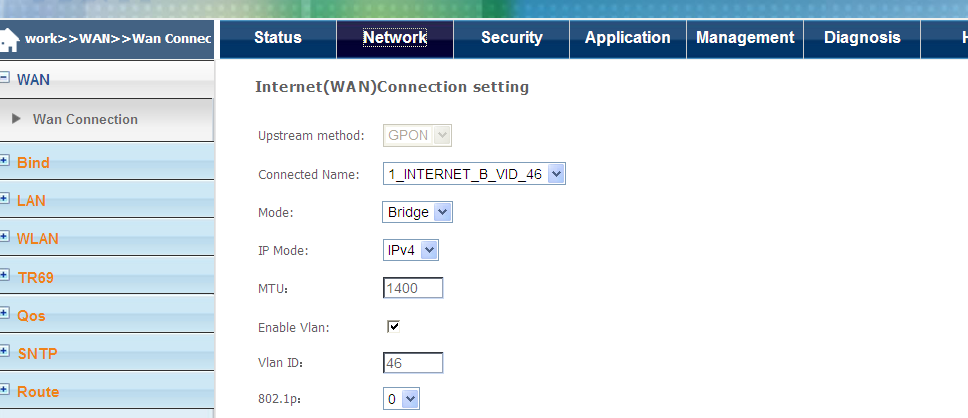 work>>WAN>>Wan Connec
Status Network Security Application Management Diagnosis H
WAN
Wan Connection
Bind
LAN
WLAN
TR69
Qos
SNTP
Route
Internet(WAN)Connection setting
Upstream method: GPON
Connected Name: 1_INTERNET_B_VID_46
Mode: Bridge
IP Mode: IPv4
MTU: 1400
Enable Vlan:
Vlan ID: 46
802.1p: 0